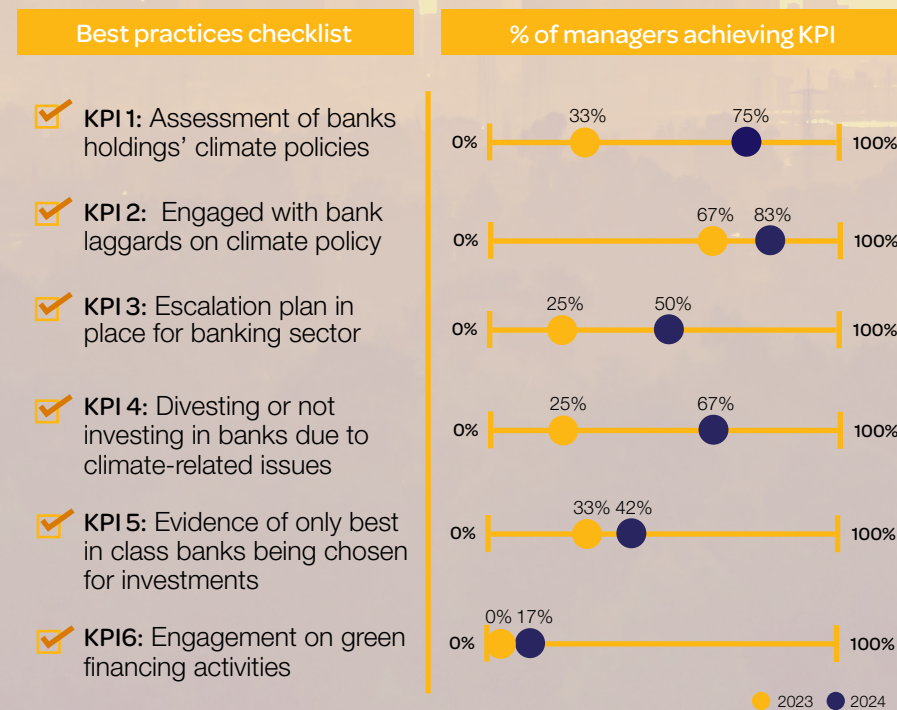 Best practices checklist
% of managers achieving KPI
KPI 1: Assessment of banks
holdings' climate policies
0%
33%
75%
100%
KPI 2: Engaged with bank
laggards on climate policy
0%
67%
83%
100%
KPI 3: Escalation plan in
place for banking sector
0%
25%
50%
100%
KPI 4: Divesting or not
investing in banks due to
climate-related issues
0%
25%
67%
100%
KPI 5: Evidence of only best
in class banks being chosen
for investments
0%
33%
42%
100%
KPI6: Engagement on green
financing activities
0%
0%
17%
100%
2023
2024